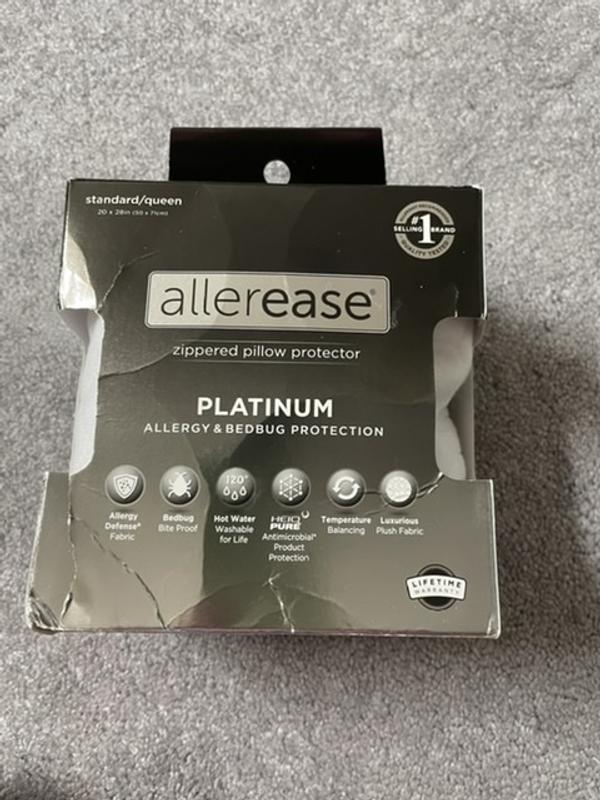 standard/queen
20 x 28in (50 x 71cm)
#1
SELLING BRAND
QUALITY TESTED
allerease®
zippered pillow protector
PLATINUM
ALLERGY & BEDBUG PROTECTION
Allergy
Defense®
Fabric
Bedbug
Bite Proof
120°
Hot Water
Washable
for Life
HEIQ
PURE
Antimicrobial*
Product
Protection
Temperature
Balancing
Luxurious
Plush Fabric
LIFETIME
WARRANTY